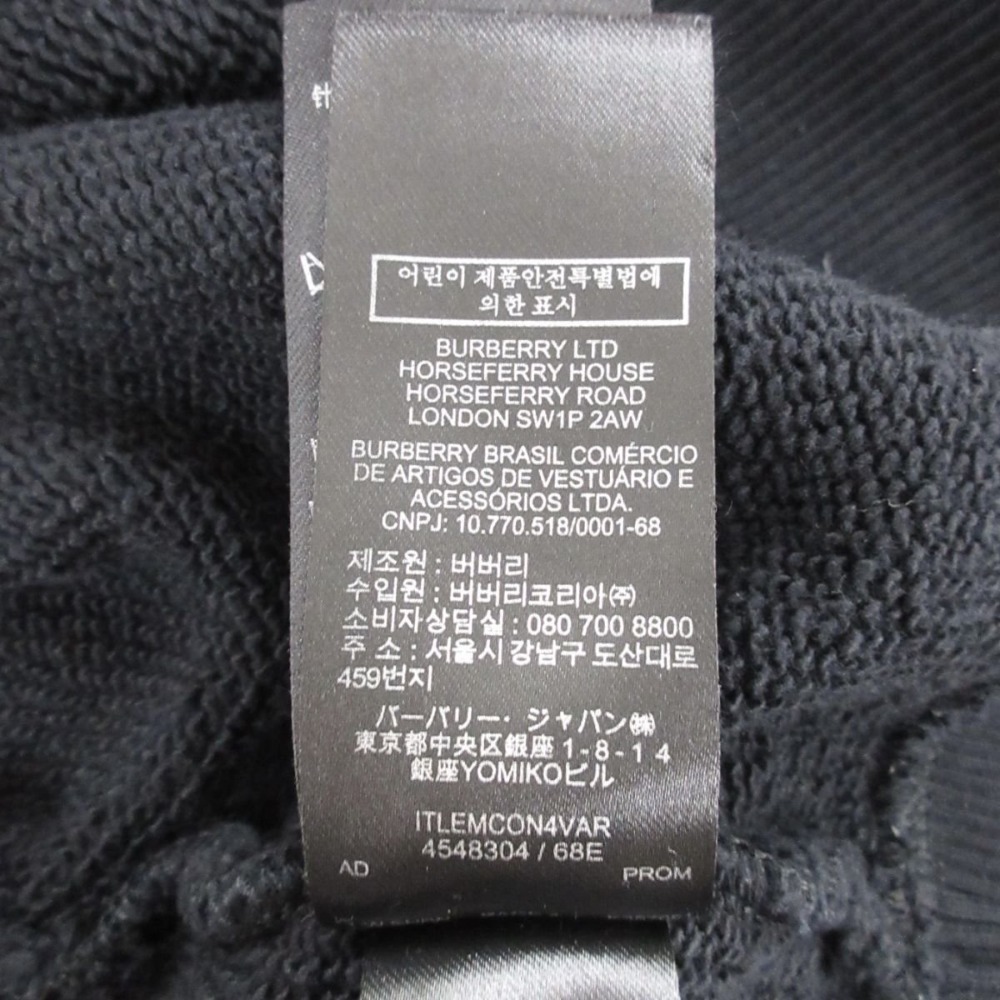 针
어린이 제품안전특별법에
의한 표시
BURBERRY LTD
HORSEFERRY HOUSE
HORSEFERRY ROAD
LONDON SW1P 2AW
BURBERRY BRASIL COMÉRCIO
DE ARTIGOS DE VESTUÁRIO E
ACESSÓRIOS LTDA.
CNPJ: 10.770.518/0001-68
제조원 : 버버리
수입원 : 버버리코리아㈜
소비자상담실 : 080 700 8800
주 소 : 서울시 강남구 도산대로
459번지
バーバリー・ジャパン㈱
東京都中央区銀座1-8-14
銀座YOMIKOビル
ITLEMCON4VAR
4548304 / 68E
AD PROM